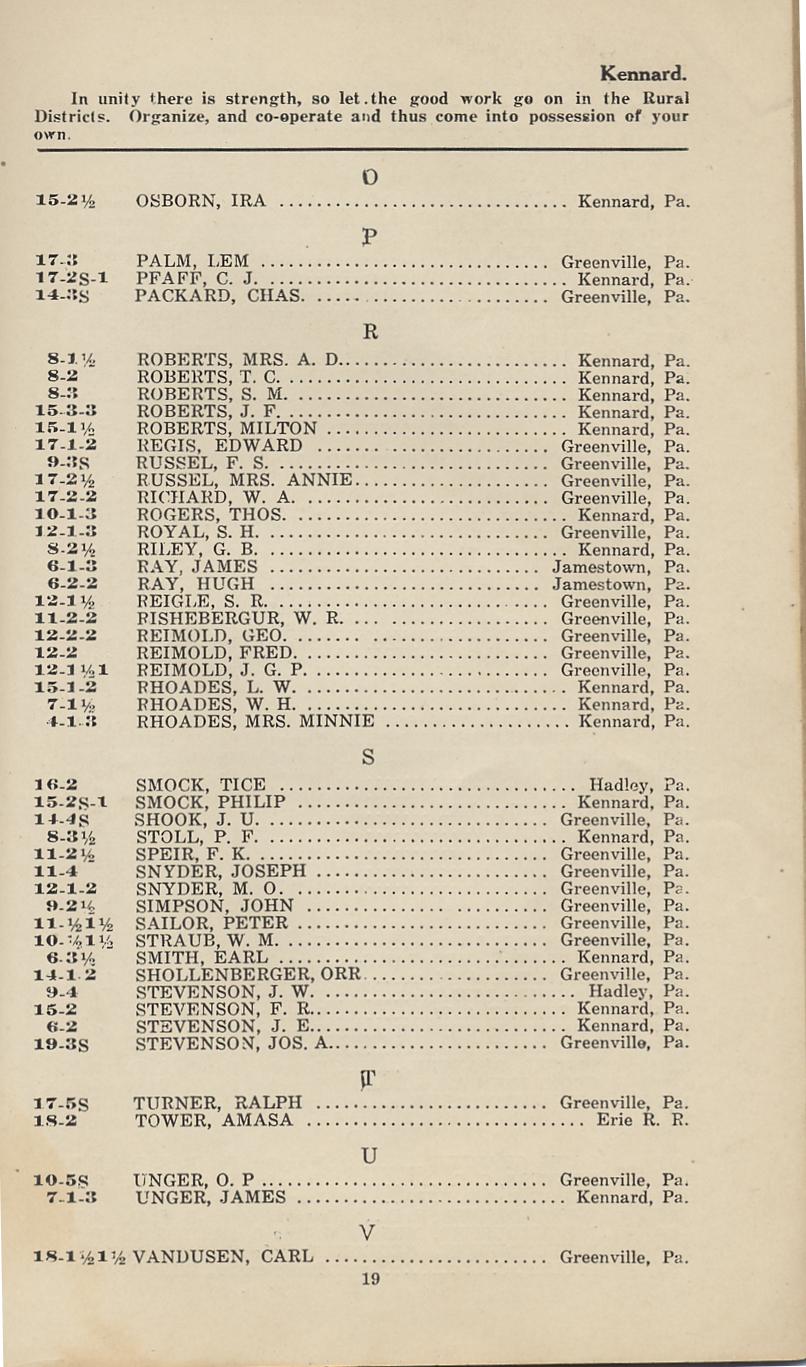 Kennard.
In unity there is strength, so let the good work go on in the Rural
Districts. Organize, and co-operate and thus come into possession of your
own.
O
15-2½ OSBORN, IRA .............................. Kennard, Pa.
P
17-3 PALM, LEM .............................. Greenville, Pa.
17-2S-1 PFAFF, C. J. .............................. Kennard, Pa.
14-3S PACKARD, CHAS. .............................. Greenville, Pa.
R
8-1½ ROBERTS, MRS. A. D. .............................. Kennard, Pa.
8-2 ROBERTS, T. C. .............................. Kennard, Pa.
8-3 ROBERTS, S. M. .............................. Kennard, Pa.
15-3-3 ROBERTS, J. F. .............................. Kennard, Pa.
15-1½ ROBERTS, MILTON .............................. Kennard, Pa.
17-1-2 REGIS, EDWARD .............................. Greenville, Pa.
9-3S RUSSEL, F. S. .............................. Greenville, Pa.
17-2½ RUSSEL, MRS. ANNIE .............................. Greenville, Pa.
17-2-2 RICHARD, W. A. .............................. Greenville, Pa.
10-1-3 ROGERS, THOS. .............................. Kennard, Pa.
12-1-3 ROYAL, S. H. .............................. Greenville, Pa.
8-2½ RILEY, G. B. .............................. Kennard, Pa.
6-1-3 RAY, JAMES .............................. Jamestown, Pa.
6-2-2 RAY, HUGH .............................. Jamestown, Pa.
12-1½ REIGLE, S. R. .............................. Greenville, Pa.
11-2-2 RISHEBERGUR, W. R. .............................. Greenville, Pa.
12-2-2 REIMOLD, GEO. .............................. Greenville, Pa.
12-2 REIMOLD, FRED. .............................. Greenville, Pa.
12-1½1 REIMOLD, J. G. P. .............................. Greenville, Pa.
15-1-2 RHOADES, L. W. .............................. Kennard, Pa.
7-1½ RHOADES, W. H. .............................. Kennard, Pa.
4-1-3 RHOADES, MRS. MINNIE .............................. Kennard, Pa.
S
16-2 SMOCK, TICE .............................. Hadley, Pa.
15-2S-1 SMOCK, PHILIP .............................. Kennard, Pa.
14-4S SHOOK, J. U. .............................. Greenville, Pa.
8-3½ STOLL, P. F. .............................. Kennard, Pa.
11-2½ SPEIR, F. K. .............................. Greenville, Pa.
11-4 SNYDER, JOSEPH .............................. Greenville, Pa.
12-1-2 SNYDER, M. O. .............................. Greenville, Pa.
9-2½ SIMPSON, JOHN .............................. Greenville, Pa.
11-½1½ SAILOR, PETER .............................. Greenville, Pa.
10-½1½ STRAUB, W. M. .............................. Greenville, Pa.
6-3½ SMITH, EARL .............................. Kennard, Pa.
14-1-2 SHOLLENBERGER, ORR .............................. Greenville, Pa.
9-4 STEVENSON, J. W. .............................. Hadley, Pa.
15-2 STEVENSON, F. R. .............................. Kennard, Pa.
6-2 STEVENSON, J. E. .............................. Kennard, Pa.
19-3S STEVENSON, JOS. A. .............................. Greenville, Pa.
T
17-5S TURNER, RALPH .............................. Greenville, Pa.
18-2 TOWER, AMASA .............................. Erie R. R.
U
10-5S UNGER, O. P .............................. Greenville, Pa.
7-1-3 UNGER, JAMES .............................. Kennard, Pa.
V
18-1½1½ VANDUSEN, CARL .............................. Greenville, Pa.
19